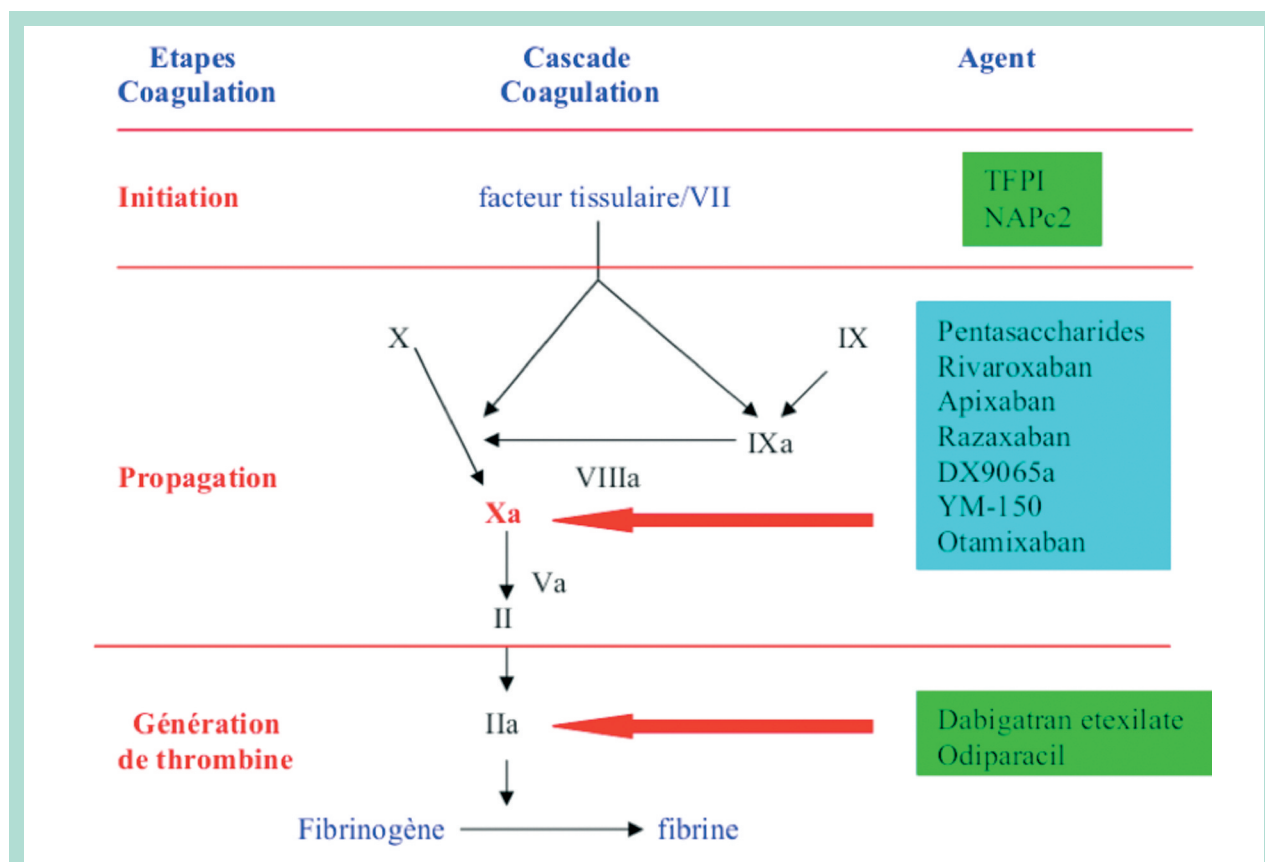 Etapes
Coagulation
Cascade
Coagulation
Agent
Initiation
facteur tissulaire/VII
TFPI
NAPc2
Propagation
X
IX
IXa
VIIIa
Xa
Va
II
Pentasaccharides
Rivaroxaban
Apixaban
Razaxaban
DX9065a
YM-150
Otamixaban
Génération
de thrombine
IIa
Dabigatran etexilate
Odiparacil
Fibrinogène
fibrine